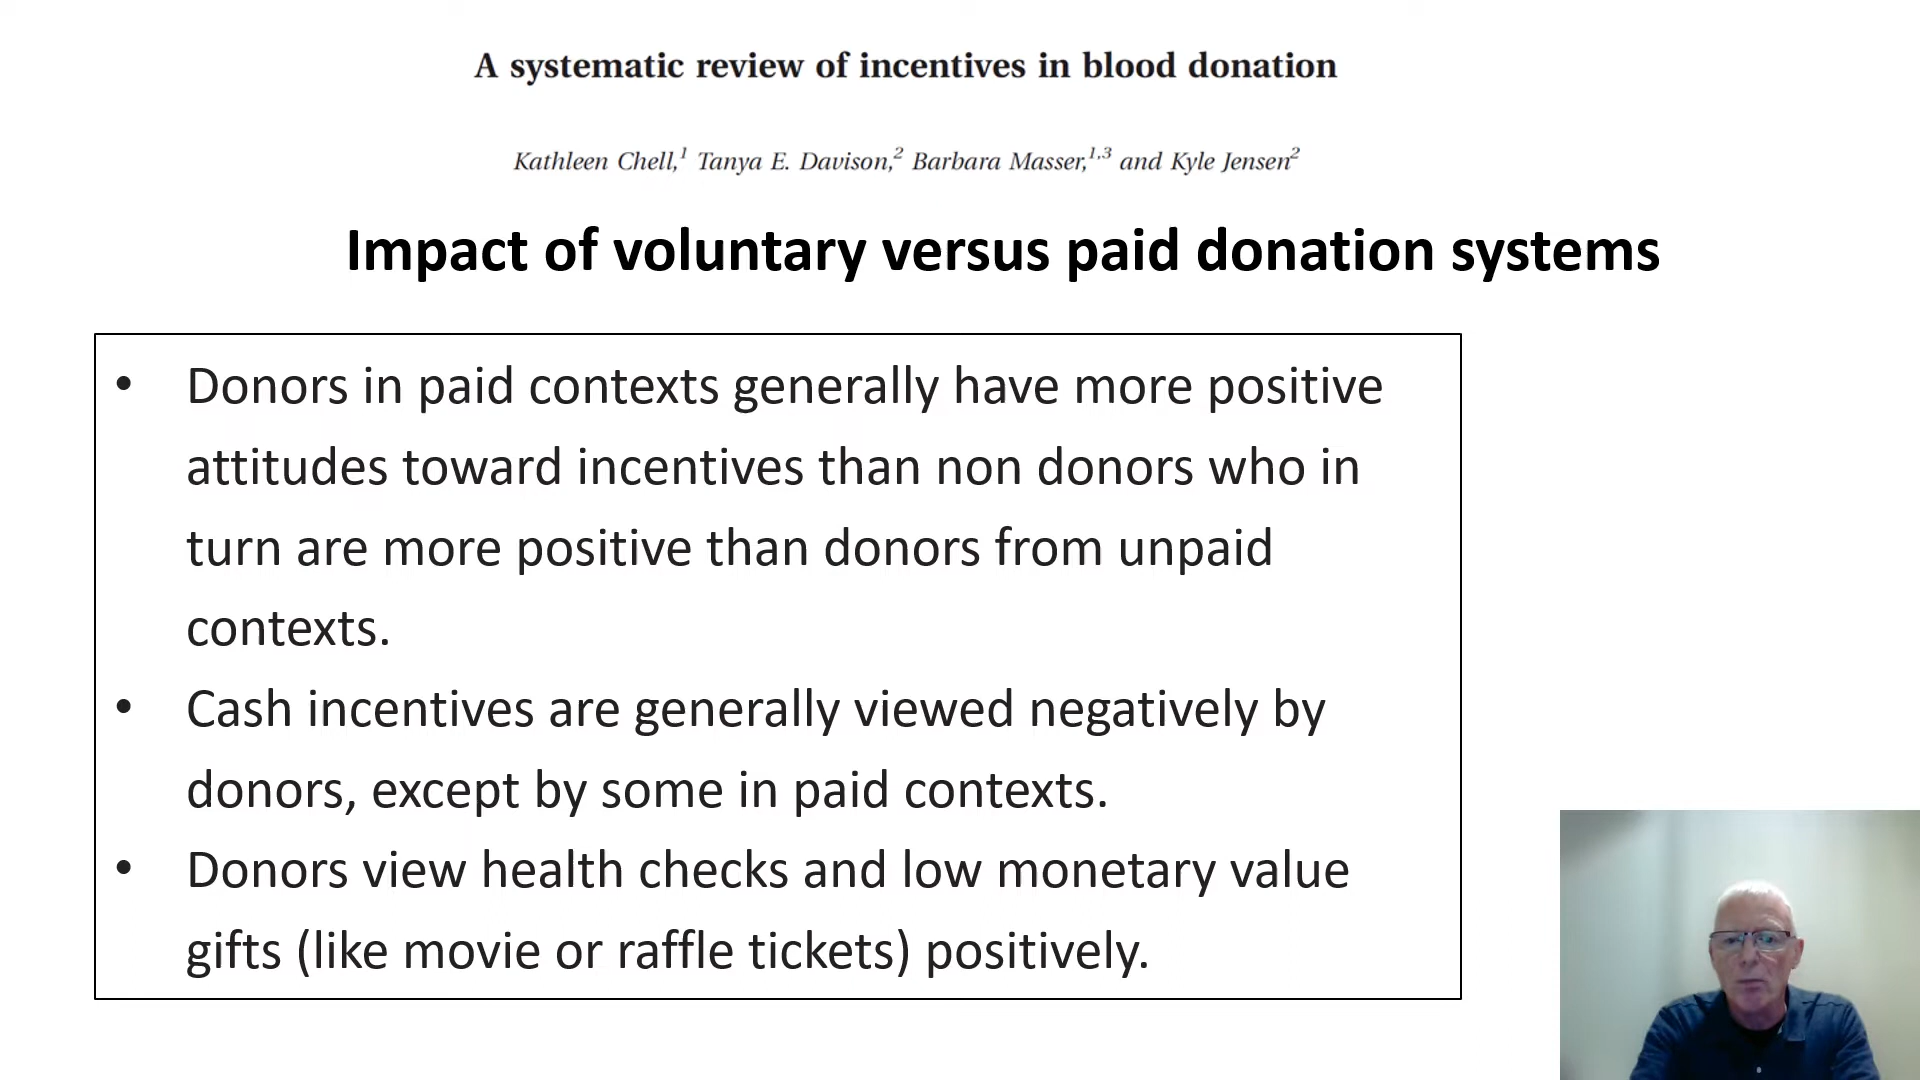 A systematic review of incentives in blood donation
Kathleen Chell,1 Tanya E. Davison,2 Barbara Masser,1,3 and Kyle Jensen2
Impact of voluntary versus paid donation systems
• Donors in paid contexts generally have more positive
attitudes toward incentives than non donors who in
turn are more positive than donors from unpaid
contexts.
• Cash incentives are generally viewed negatively by
donors, except by some in paid contexts.
• Donors view health checks and low monetary value
gifts (like movie or raffle tickets) positively.